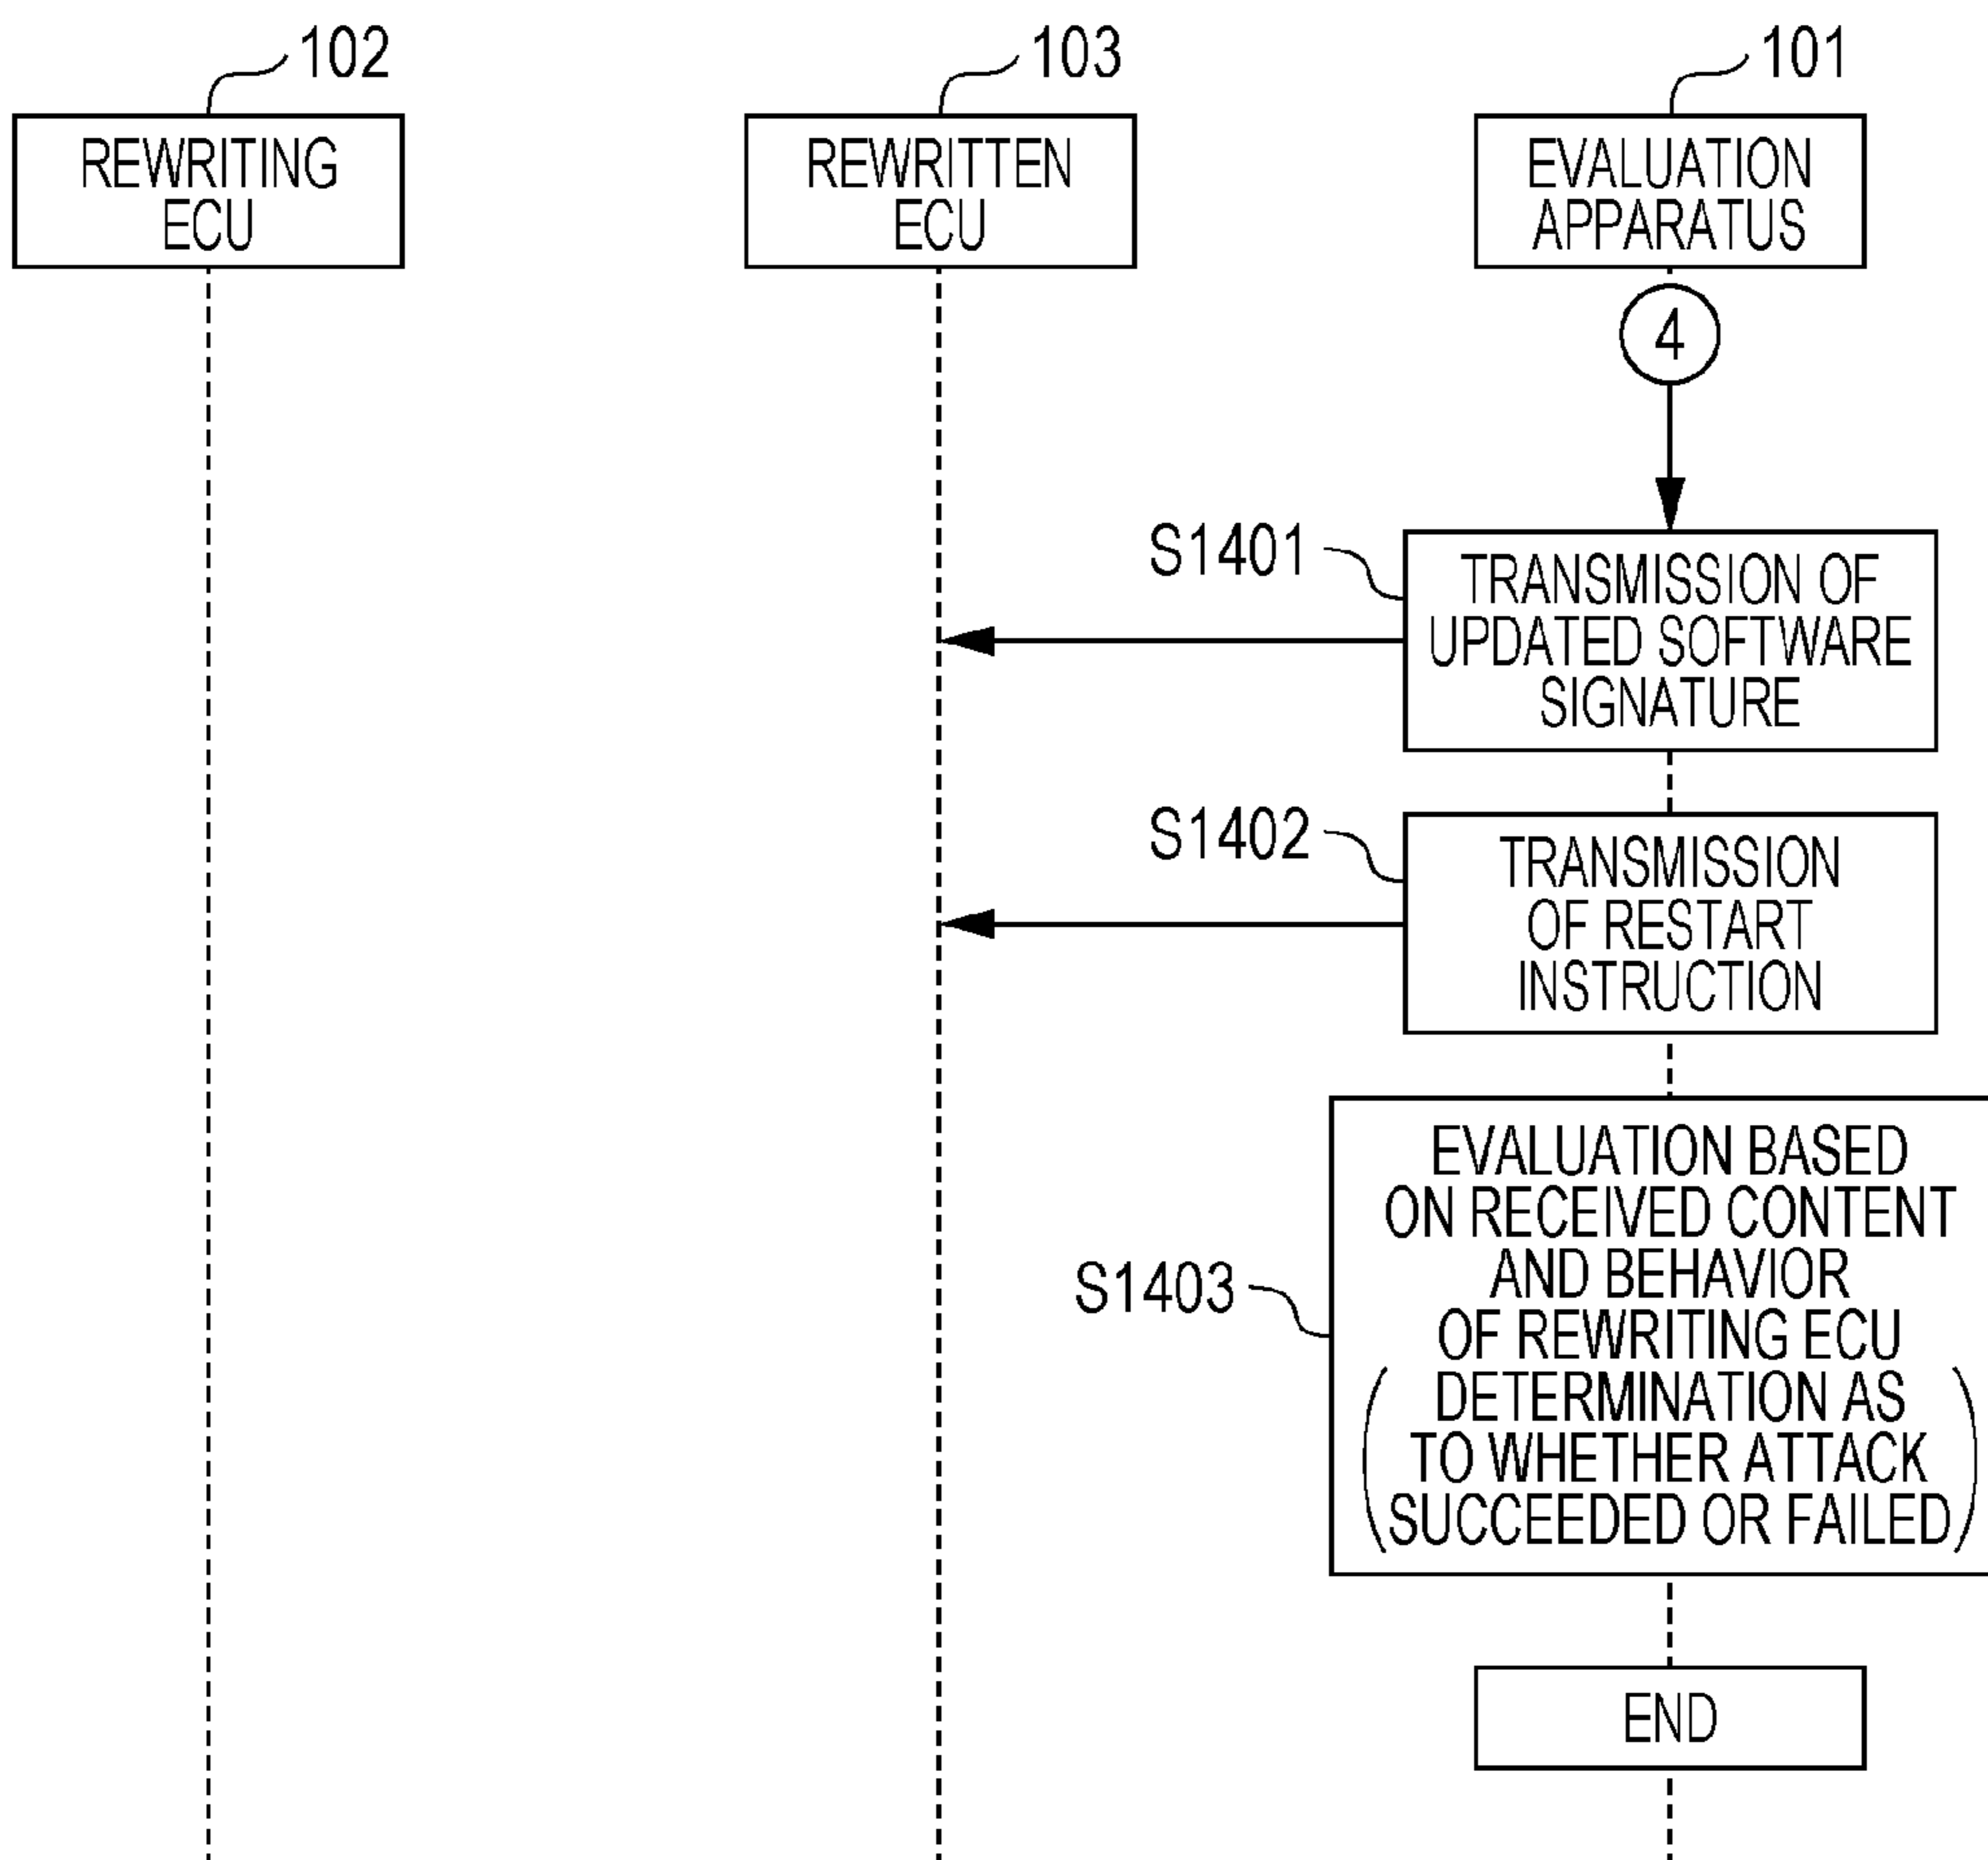 102
103
101
REWRITING
ECU
REWRITTEN
ECU
EVALUATION
APPARATUS
4
S1401
TRANSMISSION OF
UPDATED SOFTWARE
SIGNATURE
S1402
TRANSMISSION
OF RESTART
INSTRUCTION
S1403
EVALUATION BASED
ON RECEIVED CONTENT
AND BEHAVIOR
OF REWRITING ECU
(DETERMINATION AS
TO WHETHER ATTACK
SUCCEEDED OR FAILED)
END